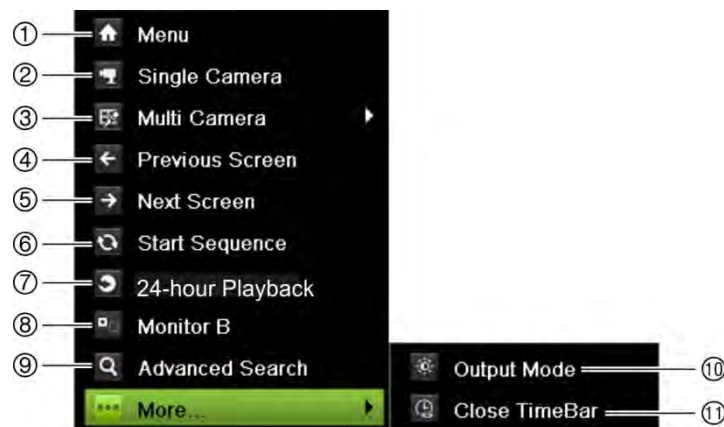 ① Menu
② Single Camera
③ Multi Camera
④ Previous Screen
⑤ Next Screen
⑥ Start Sequence
⑦ 24-hour Playback
⑧ Monitor B
⑨ Advanced Search
More...
Output Mode ⑩
Close TimeBar ⑪